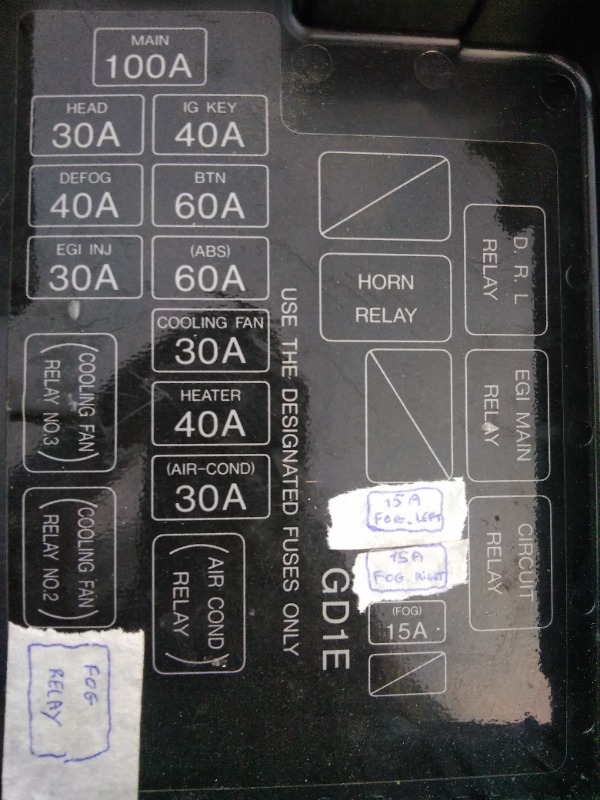 MAIN
100A
HEAD
30A
IG KEY
40A
DEFOG
40A
BTN
60A
EGI INJ
30A
(ABS)
60A
COOLING FAN
30A
HEATER
40A
(AIR-COND)
30A
(COOLING FAN
RELAY NO.3)
(COOLING FAN
RELAY NO.2)
(AIR COND
RELAY)
FOG
RELAY
USE THE DESIGNATED FUSES ONLY
GD1E
HORN
RELAY
D. R. L
RELAY
EGI MAIN
RELAY
CIRCUIT
RELAY
15A
FOG LEFT
15A
FOG RIGHT
(FOG)
15A